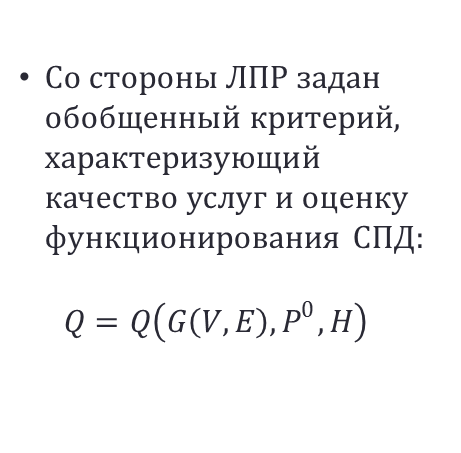 • Со стороны ЛПР задан
обобщенный критерий,
характеризующий
качество услуг и оценку
функционирования СПД:
Q = Q(G(V, E), P⁰, H)